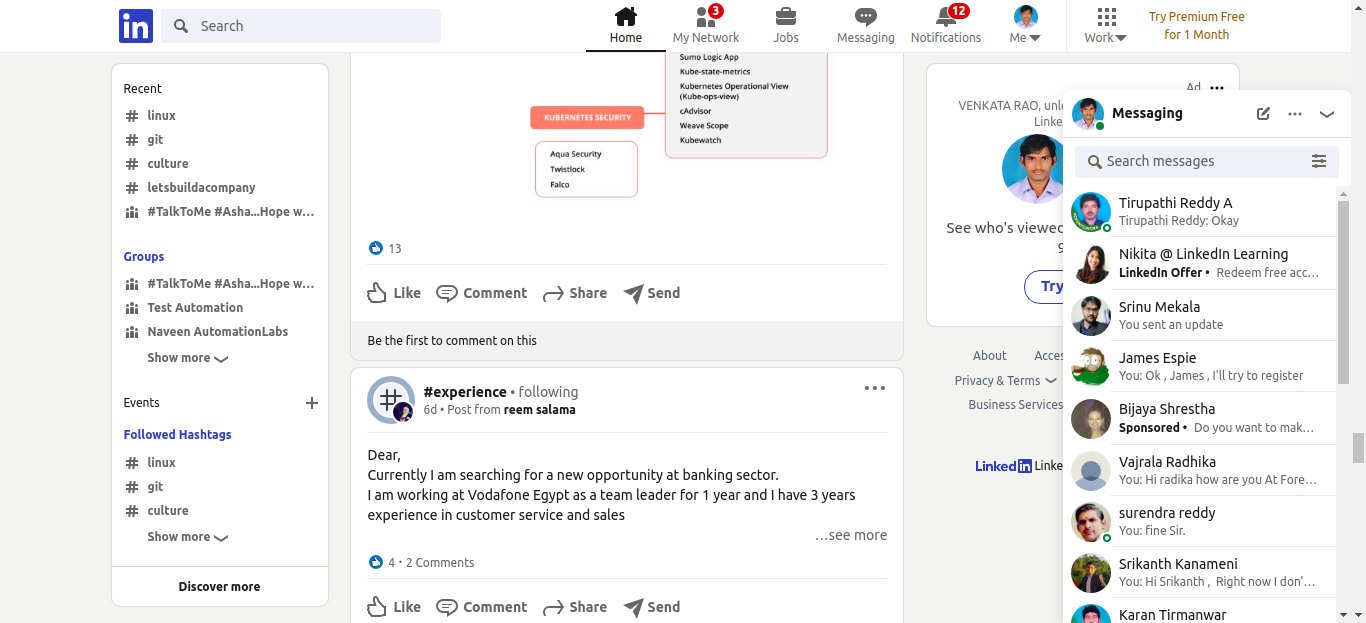 in
Search
Home
3
My Network
Jobs
Messaging
12
Notifications
Me
Work
Try Premium Free
for 1 Month
Recent
linux
git
culture
letsbuildacompany
#TalkToMe #Asha...Hope w...
Groups
#TalkToMe #Asha...Hope w...
Test Automation
Naveen AutomationLabs
Show more
Events
Followed Hashtags
linux
git
culture
Show more
Discover more
Sumo Logic App
Kube-state-metrics
Kubernetes Operational View
(Kube-ops-view)
cAdvisor
Weave Scope
Kubewatch
KUBERNETES SECURITY
Aqua Security
Twistlock
Falco
13
Like Comment Share Send
Be the first to comment on this
#experience • following
6d • Post from reem salama
Dear,
Currently I am searching for a new opportunity at banking sector.
I am working at Vodafone Egypt as a team leader for 1 year and I have 3 years
experience in customer service and sales
...see more
4 • 2 Comments
Like Comment Share Send
Ad
VENKATA RAO, unl
Linke
See who's viewed
Try
About Acces
Privacy & Terms
Business Services
LinkedIn Linke
Messaging
Search messages
Tirupathi Reddy A
Tirupathi Reddy: Okay
Nikita @ LinkedIn Learning
LinkedIn Offer • Redeem free acc...
Srinu Mekala
You sent an update
James Espie
You: Ok , James , I'll try to register
Bijaya Shrestha
Sponsored • Do you want to mak...
Vajrala Radhika
You: Hi radika how are you At Fore...
surendra reddy
You: fine Sir.
Srikanth Kanameni
You: Hi Srikanth , Right now I don'...
Karan Tirmanwar